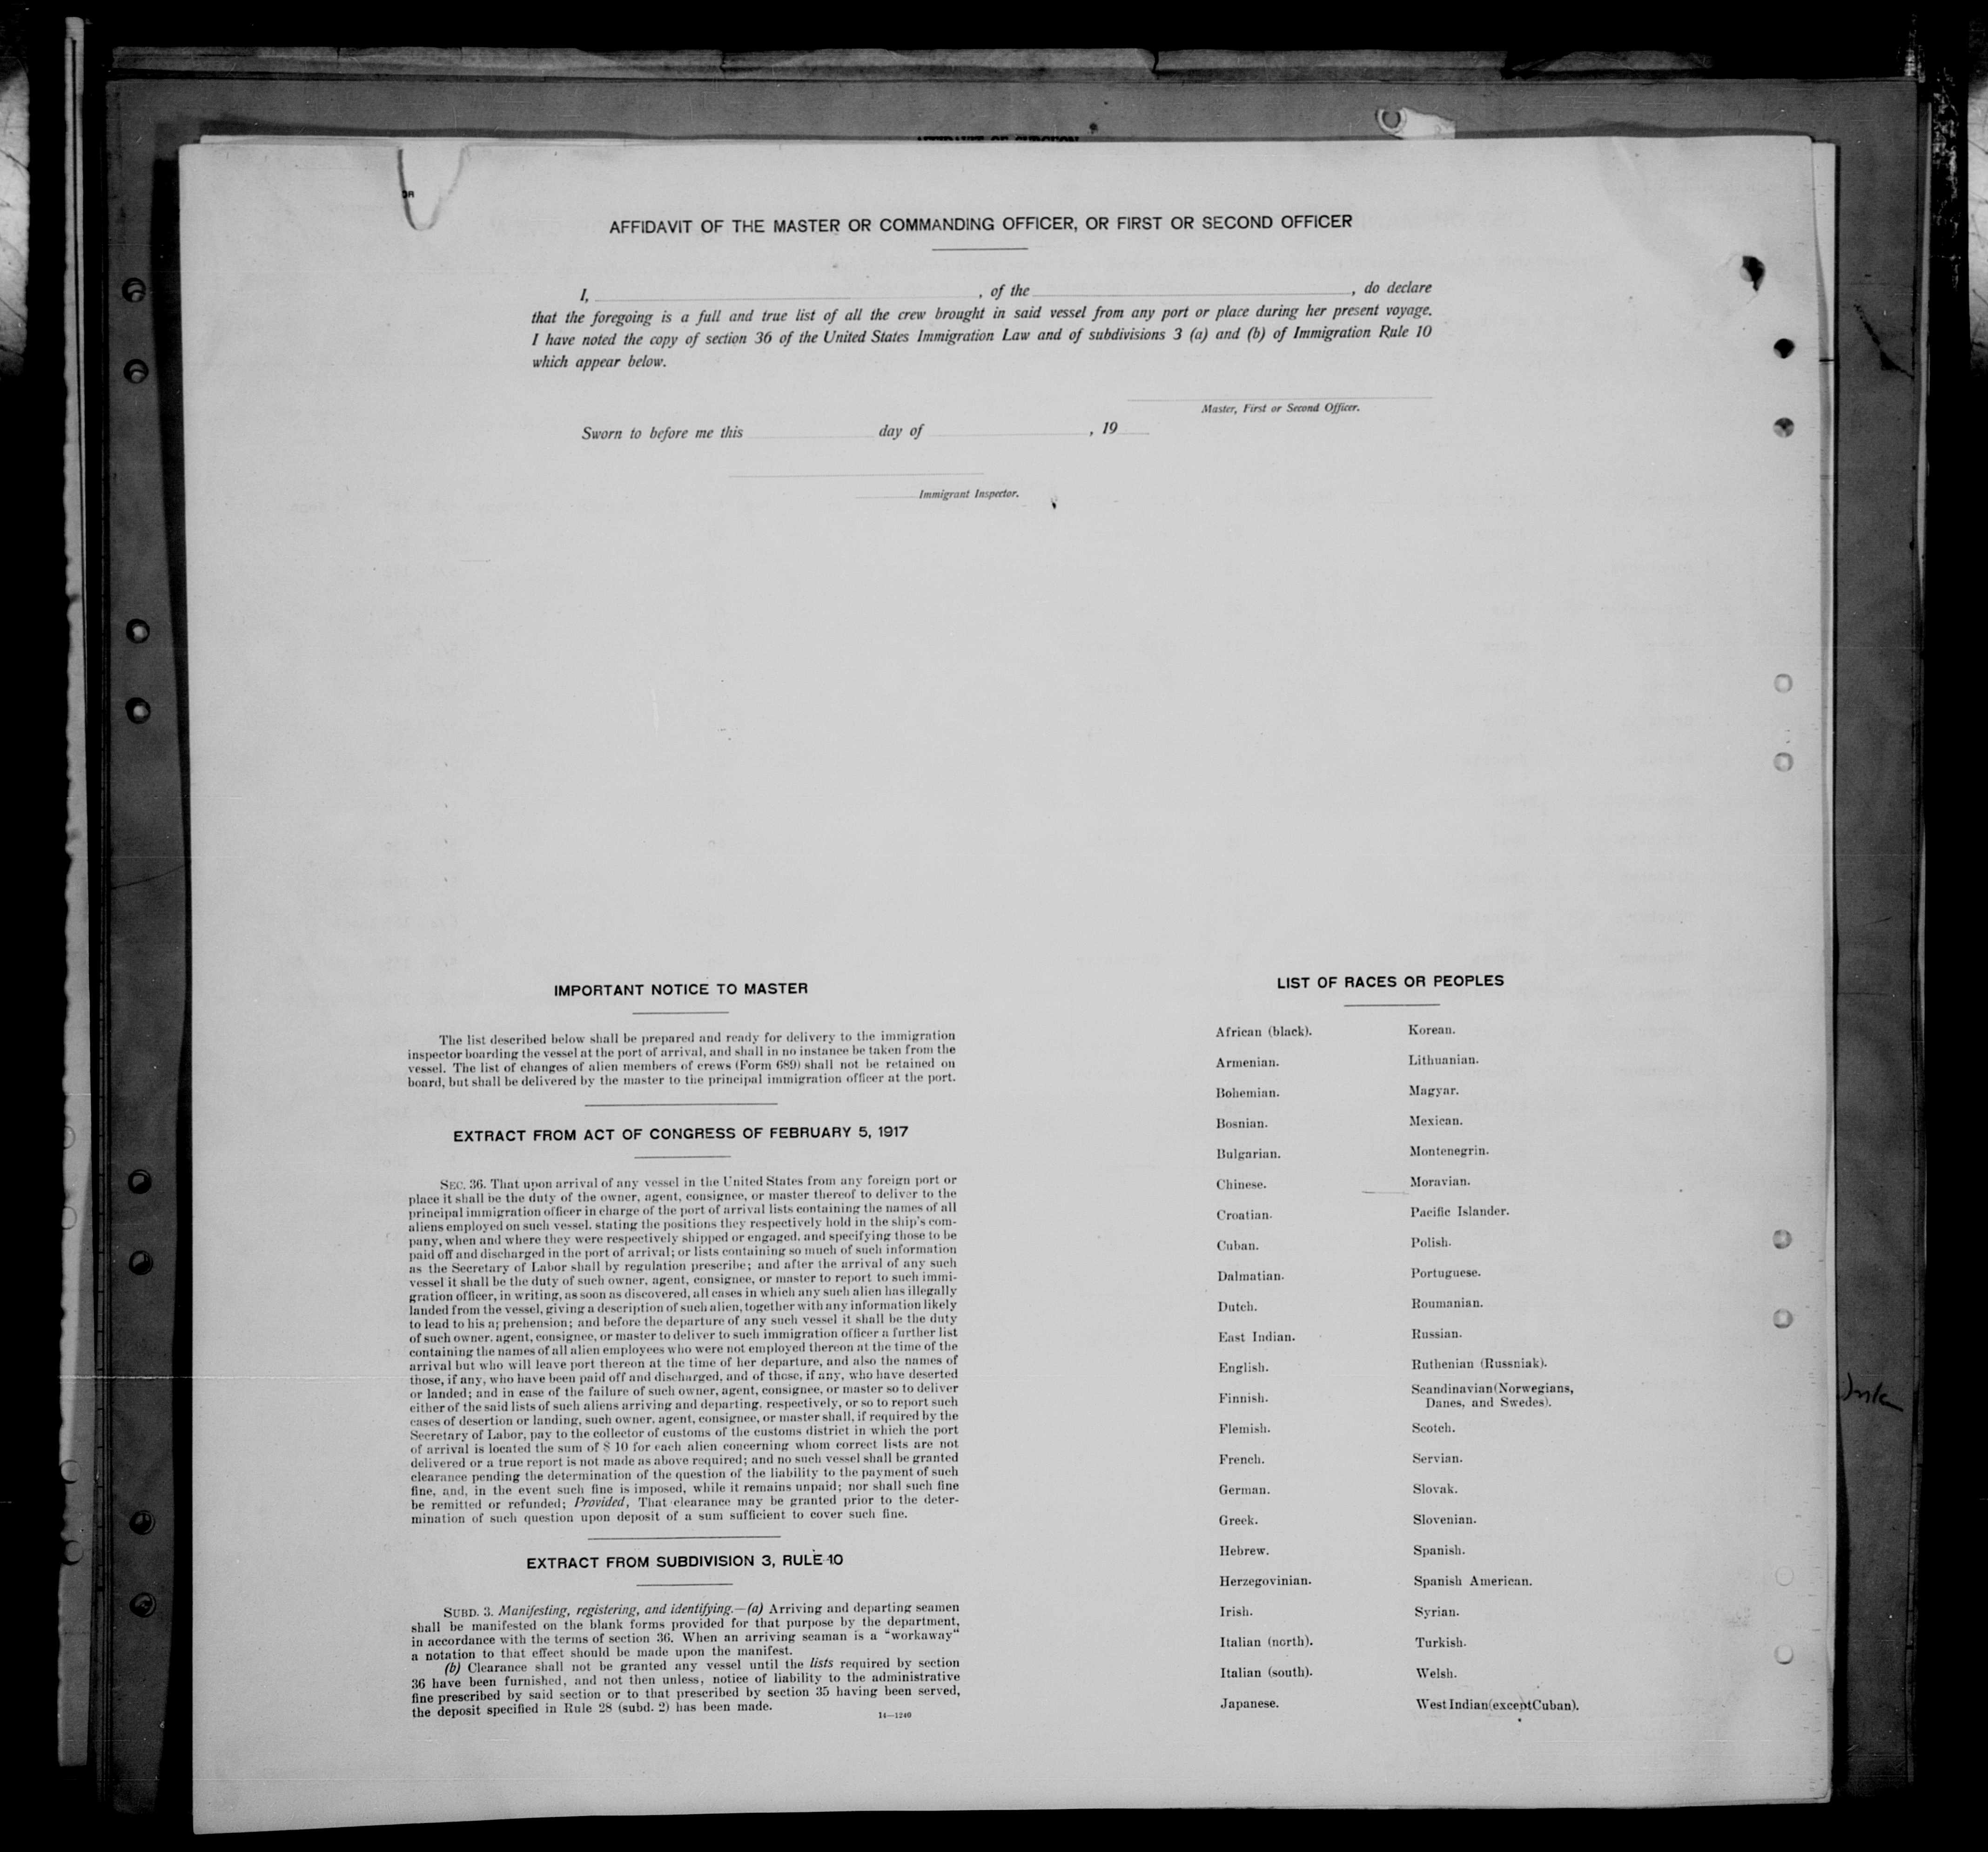 AFFIDAVIT OF SURGEON
OR
AFFIDAVIT OF THE MASTER OR COMMANDING OFFICER, OR FIRST OR SECOND OFFICER
I, , of the , do declare
that the foregoing is a full and true list of all the crew brought in said vessel from any port or place during her present voyage.
I have noted the copy of section 36 of the United States Immigration Law and of subdivisions 3 (a) and (b) of Immigration Rule 10
which appear below.
Master, First or Second Officer.
Sworn to before me this day of , 19
Immigrant Inspector.
IMPORTANT NOTICE TO MASTER
The list described below shall be prepared and ready for delivery to the immigration
inspector boarding the vessel at the port of arrival, and shall in no instance be taken from the
vessel. The list of changes of alien members of crews (Form 689) shall not be retained on
board, but shall be delivered by the master to the principal immigration officer at the port.
EXTRACT FROM ACT OF CONGRESS OF FEBRUARY 5, 1917
SEC. 36. That upon arrival of any vessel in the United States from any foreign port or
place it shall be the duty of the owner, agent, consignee, or master thereof to deliver to the
principal immigration officer in charge of the port of arrival lists containing the names of all
aliens employed on such vessel. stating the positions they respectively hold in the ship's com-
pany, when and where they were respectively shipped or engaged, and specifying those to be
paid off and discharged in the port of arrival; or lists containing so much of such information
as the Secretary of Labor shall by regulation prescribe; and after the arrival of any such
vessel it shall be the duty of such owner, agent, consignee, or master to report to such immi-
gration officer, in writing, as soon as discovered, all cases in which any such alien has illegally
landed from the vessel, giving a description of such alien, together with any information likely
to lead to his a; prehension; and before the departure of any such vessel it shall be the duty
of such owner. agent, consignee, or master to deliver to such immigration officer a further list
containing the names of all alien employees who were not employed thereon at the time of the
arrival but who will leave port thereon at the time of her departure, and also the names of
those, if any, who have been paid off and discharged, and of those, if any, who have deserted
or landed; and in case of the failure of such owner, agent, consignee, or master so to deliver
either of the said lists of such aliens arriving and departing, respectively, or so to report such
cases of desertion or landing, such owner, agent, consignee, or master shall, if required by the
Secretary of Labor, pay to the collector of customs of the customs district in which the port
of arrival is located the sum of $ 10 for each alien concerning whom correct lists are not
delivered or a true report is not made as above required; and no such vessel shall be granted
clearance pending the determination of the question of the liability to the payment of such
fine, and, in the event such fine is imposed, while it remains unpaid; nor shall such fine
be remitted or refunded; Provided, That clearance may be granted prior to the deter-
mination of such question upon deposit of a sum sufficient to cover such fine.
EXTRACT FROM SUBDIVISION 3, RULE 10
SUBD. 3. Manifesting, registering, and identifying.—(a) Arriving and departing seamen
shall be manifested on the blank forms provided for that purpose by the department,
in accordance with the terms of section 36. When an arriving seaman is a "workaway"
a notation to that effect should be made upon the manifest.
(b) Clearance shall not be granted any vessel until the lists required by section
36 have been furnished, and not then unless, notice of liability to the administrative
fine prescribed by said section or to that prescribed by section 35 having been served,
the deposit specified in Rule 28 (subd. 2) has been made.
14—1240
LIST OF RACES OR PEOPLES
African (black).
Armenian.
Bohemian.
Bosnian.
Bulgarian.
Chinese.
Croatian.
Cuban.
Dalmatian.
Dutch.
East Indian.
English.
Finnish.
Flemish.
French.
German.
Greek.
Hebrew.
Herzegovinian.
Irish.
Italian (north).
Italian (south).
Japanese.
Korean.
Lithuanian.
Magyar.
Mexican.
Montenegrin.
Moravian.
Pacific Islander.
Polish.
Portuguese.
Roumanian.
Russian.
Ruthenian (Russniak).
Scandinavian (Norwegians,
Danes, and Swedes).
Scotch.
Servian.
Slovak.
Slovenian.
Spanish.
Spanish American.
Syrian.
Turkish.
Welsh.
West Indian (except Cuban).